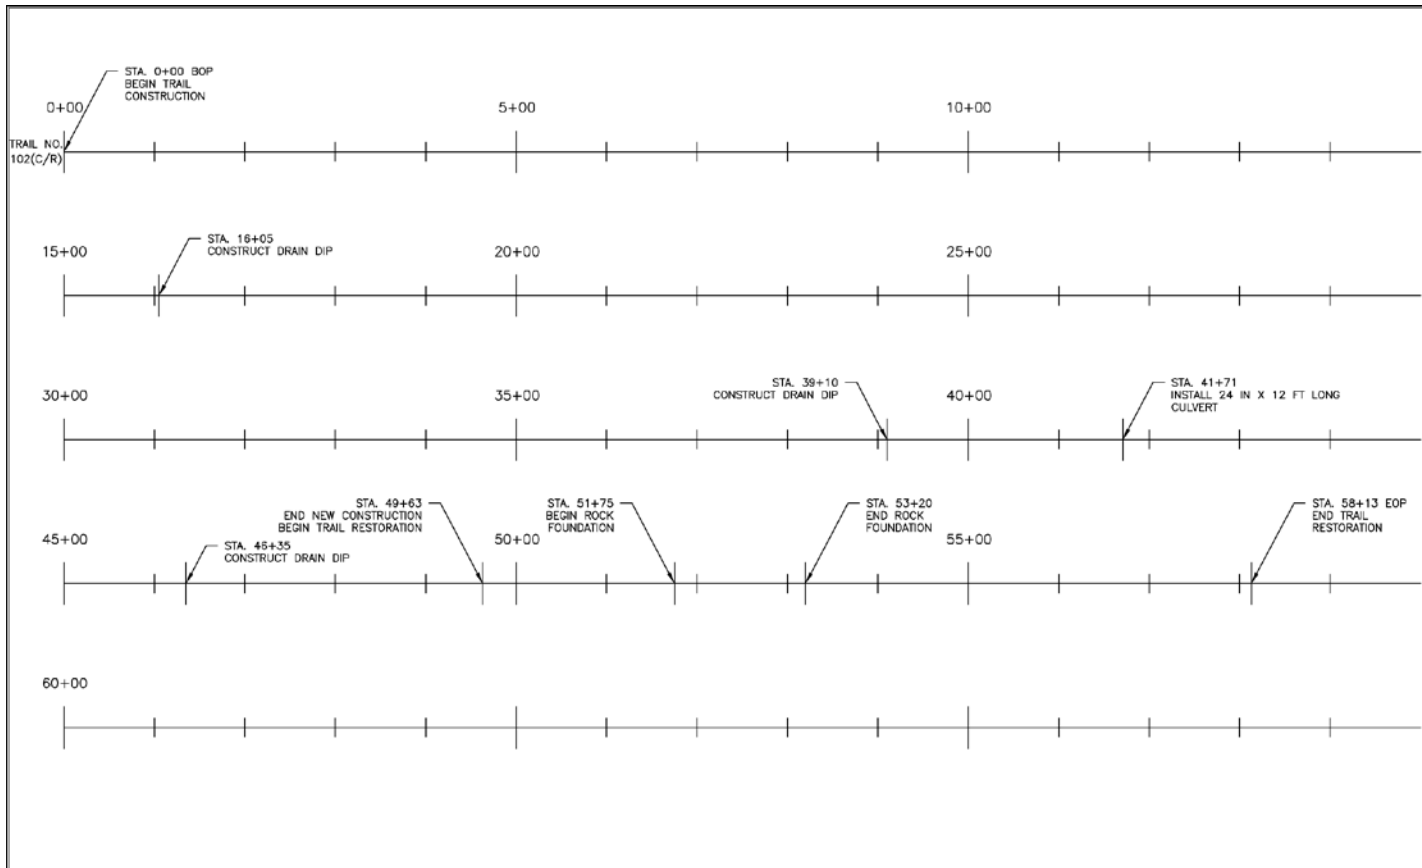 STA. 0+00 BOP
BEGIN TRAIL
CONSTRUCTION
0+00
5+00
10+00
TRAIL NO.
102(C/R)
STA. 16+05
CONSTRUCT DRAIN DIP
15+00
20+00
25+00
STA. 39+10
CONSTRUCT DRAIN DIP
STA. 41+71
INSTALL 24 IN X 12 FT LONG
CULVERT
30+00
35+00
40+00
STA. 49+63
END NEW CONSTRUCTION
BEGIN TRAIL RESTORATION
STA. 51+75
BEGIN ROCK
FOUNDATION
STA. 53+20
END ROCK
FOUNDATION
STA. 58+13 EOP
END TRAIL
RESTORATION
45+00
STA. 46+35
CONSTRUCT DRAIN DIP
50+00
55+00
60+00